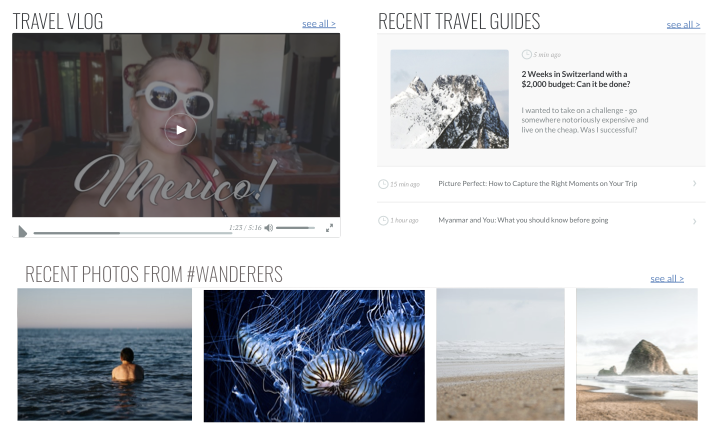 TRAVEL VLOG
see all >
Mexico!
1:23 / 5:16
RECENT TRAVEL GUIDES
see all >
5 min ago
2 Weeks in Switzerland with a
$2,000 budget: Can it be done?
I wanted to take on a challenge - go
somewhere notoriously expensive and
live on the cheap. Was I successful?
15 min ago
Picture Perfect: How to Capture the Right Moments on Your Trip
1 hour ago
Myanmar and You: What you should know before going
RECENT PHOTOS FROM #WANDERERS
see all >